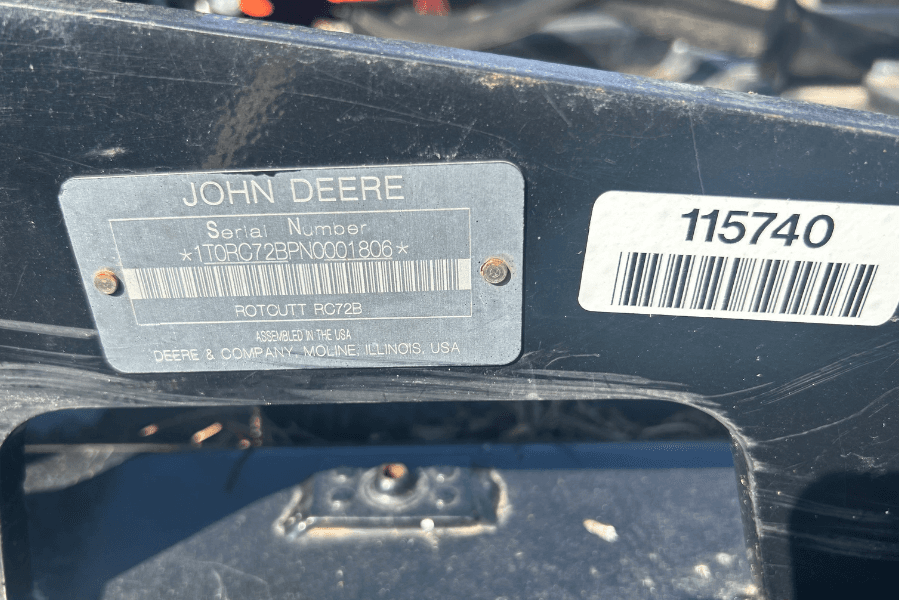 JOHN DEERE
Serial Number
*1T0RC72BPN0001806*
ROTCUTT RC72B
ASSEMBLED IN THE USA
DEERE & COMPANY, MOLINE, ILLINOIS, USA
115740